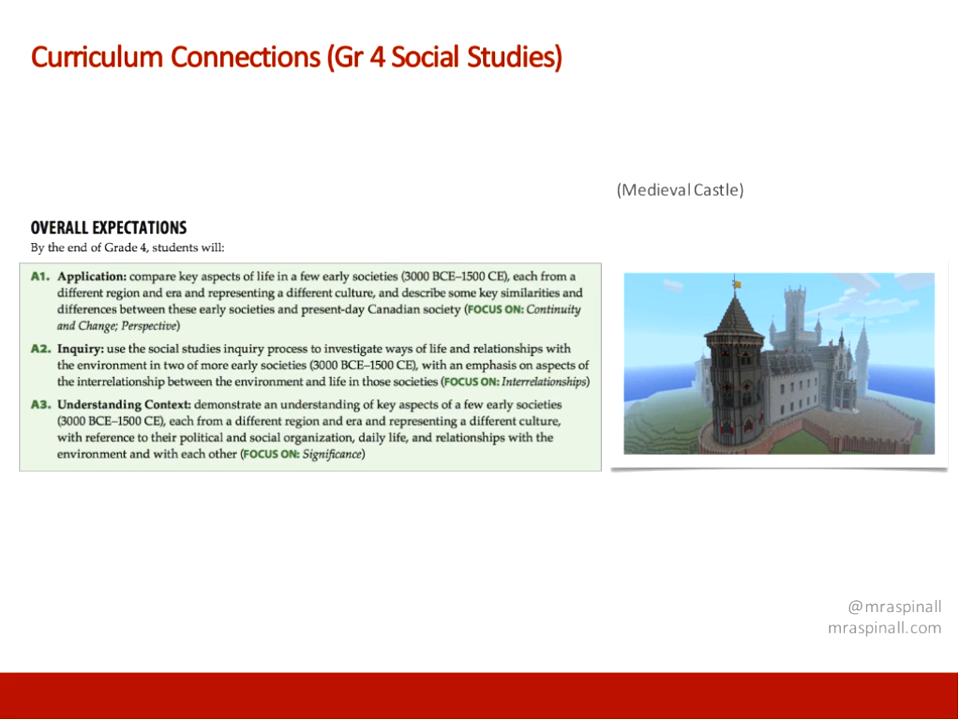 Curriculum Connections (Gr 4 Social Studies)
(Medieval Castle)
OVERALL EXPECTATIONS
By the end of Grade 4, students will:
A1. Application: compare key aspects of life in a few early societies (3000 BCE–1500 CE), each from a
different region and era and representing a different culture, and describe some key similarities and
differences between these early societies and present-day Canadian society (FOCUS ON: Continuity
and Change; Perspective)
A2. Inquiry: use the social studies inquiry process to investigate ways of life and relationships with
the environment in two of more early societies (3000 BCE–1500 CE), with an emphasis on aspects of
the interrelationship between the environment and life in those societies (FOCUS ON: Interrelationships)
A3. Understanding Context: demonstrate an understanding of key aspects of a few early societies
(3000 BCE–1500 CE), each from a different region and era and representing a different culture,
with reference to their political and social organization, daily life, and relationships with the
environment and with each other (FOCUS ON: Significance)
@mraspinall
mraspinall.com